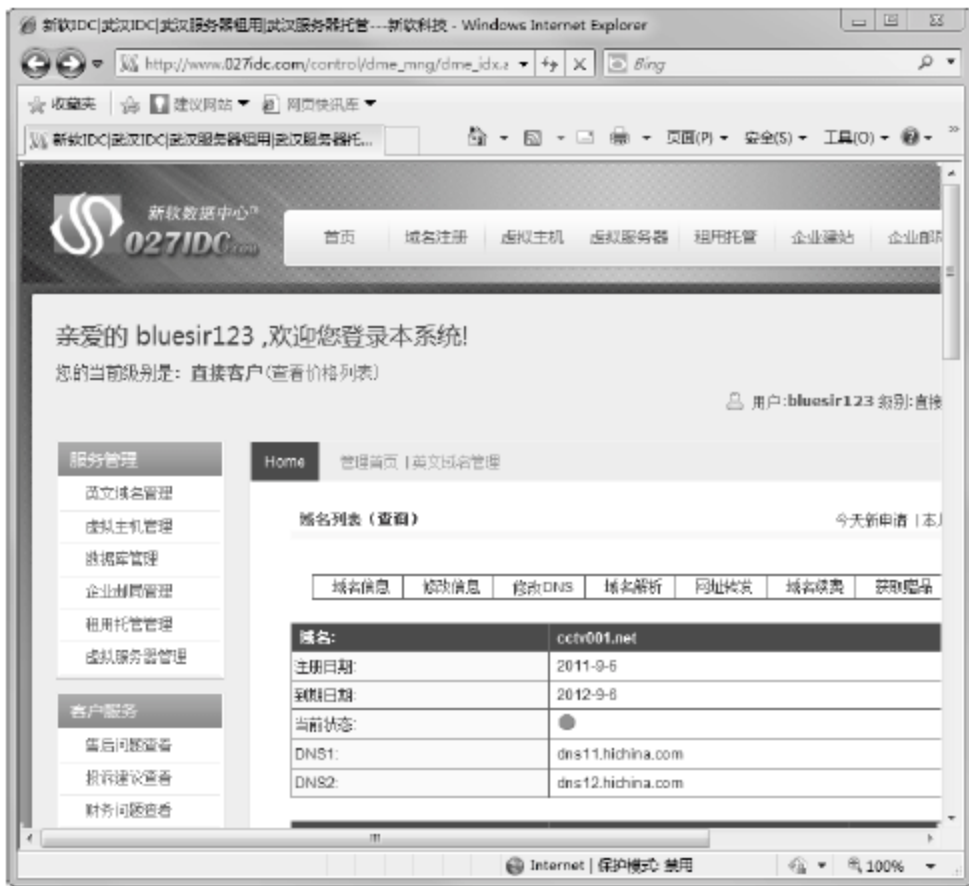 新软IDC|武汉IDC|武汉服务器租用|武汉服务器托管---新软科技 - Windows Internet Explorer
http://www.027idc.com/control/dme_mng/dme_idx.a
Bing
收藏夹 建议网站 网页快讯库
新软IDC|武汉IDC|武汉服务器租用|武汉服务器托... 页面(P) 安全(S) 工具(O)
新软数据中心
027IDC.com
首页 域名注册 虚拟主机 虚拟服务器 租用托管 企业建站 企业邮
亲爱的 bluesir123 ,欢迎您登录本系统!
您的当前级别是: 直接客户(查看价格列表)
用户:bluesir123 级别:直接
服务管理
英文域名管理
虚拟主机管理
数据库管理
企业邮局管理
租用托管管理
虚拟服务器管理
客户服务
售后问题查看
投诉建议查看
财务问题查看
Home 管理首页 | 英文域名管理
域名列表（查询） 今天新申请 | 本
域名信息 修改信息 修改DNS 域名解析 网址转发 域名续费 获取赠品
域名: cctv001.net
注册日期: 2011-9-6
到期日期: 2012-9-6
当前状态:
DNS1: dns11.hichina.com
DNS2: dns12.hichina.com
Internet | 保护模式: 禁用 100%